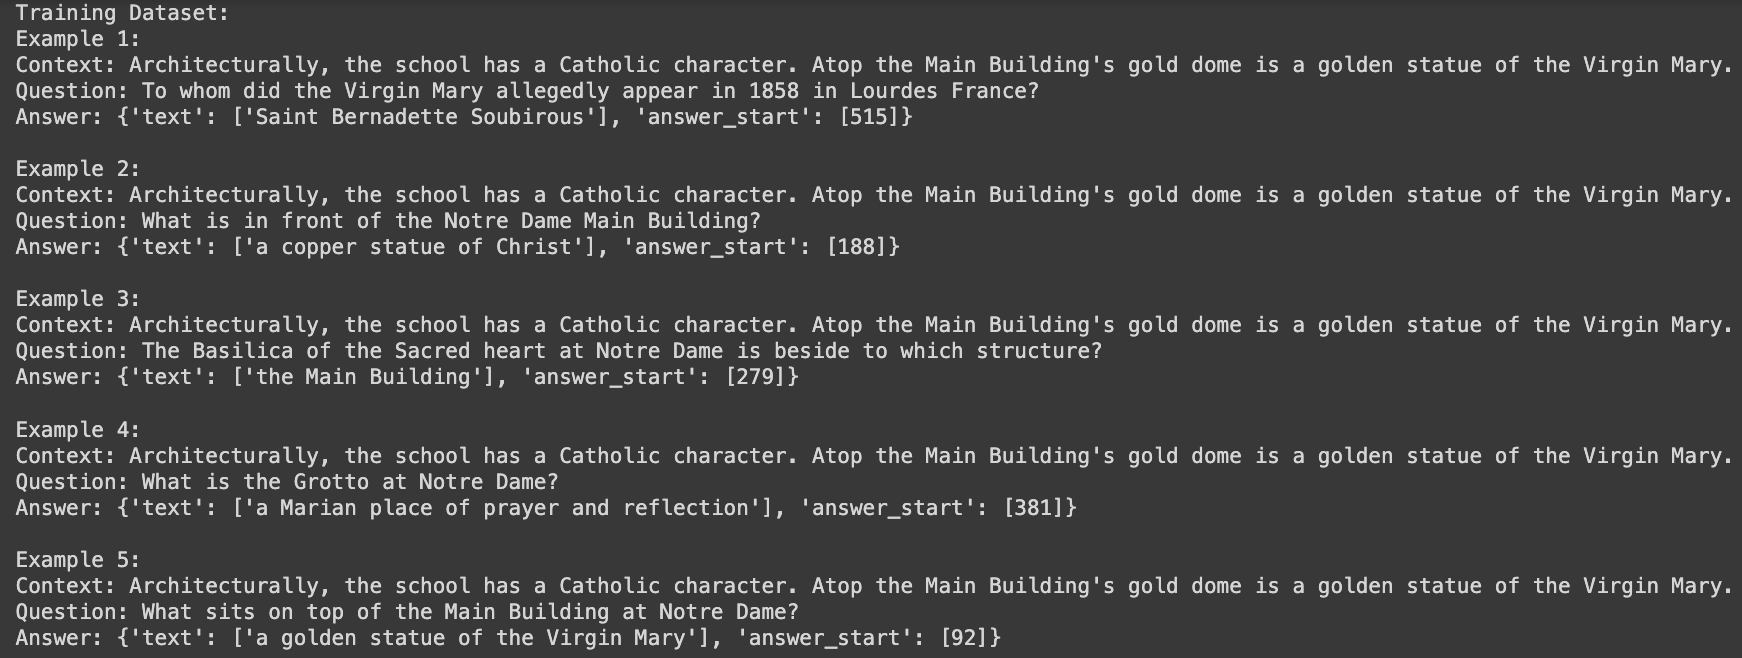 Training Dataset:
Example 1:
Context: Architecturally, the school has a Catholic character. Atop the Main Building's gold dome is a golden statue of the Virgin Mary.
Question: To whom did the Virgin Mary allegedly appear in 1858 in Lourdes France?
Answer: {'text': ['Saint Bernadette Soubirous'], 'answer_start': [515]}
Example 2:
Context: Architecturally, the school has a Catholic character. Atop the Main Building's gold dome is a golden statue of the Virgin Mary.
Question: What is in front of the Notre Dame Main Building?
Answer: {'text': ['a copper statue of Christ'], 'answer_start': [188]}
Example 3:
Context: Architecturally, the school has a Catholic character. Atop the Main Building's gold dome is a golden statue of the Virgin Mary.
Question: The Basilica of the Sacred heart at Notre Dame is beside to which structure?
Answer: {'text': ['the Main Building'], 'answer_start': [279]}
Example 4:
Context: Architecturally, the school has a Catholic character. Atop the Main Building's gold dome is a golden statue of the Virgin Mary.
Question: What is the Grotto at Notre Dame?
Answer: {'text': ['a Marian place of prayer and reflection'], 'answer_start': [381]}
Example 5:
Context: Architecturally, the school has a Catholic character. Atop the Main Building's gold dome is a golden statue of the Virgin Mary.
Question: What sits on top of the Main Building at Notre Dame?
Answer: {'text': ['a golden statue of the Virgin Mary'], 'answer_start': [92]}